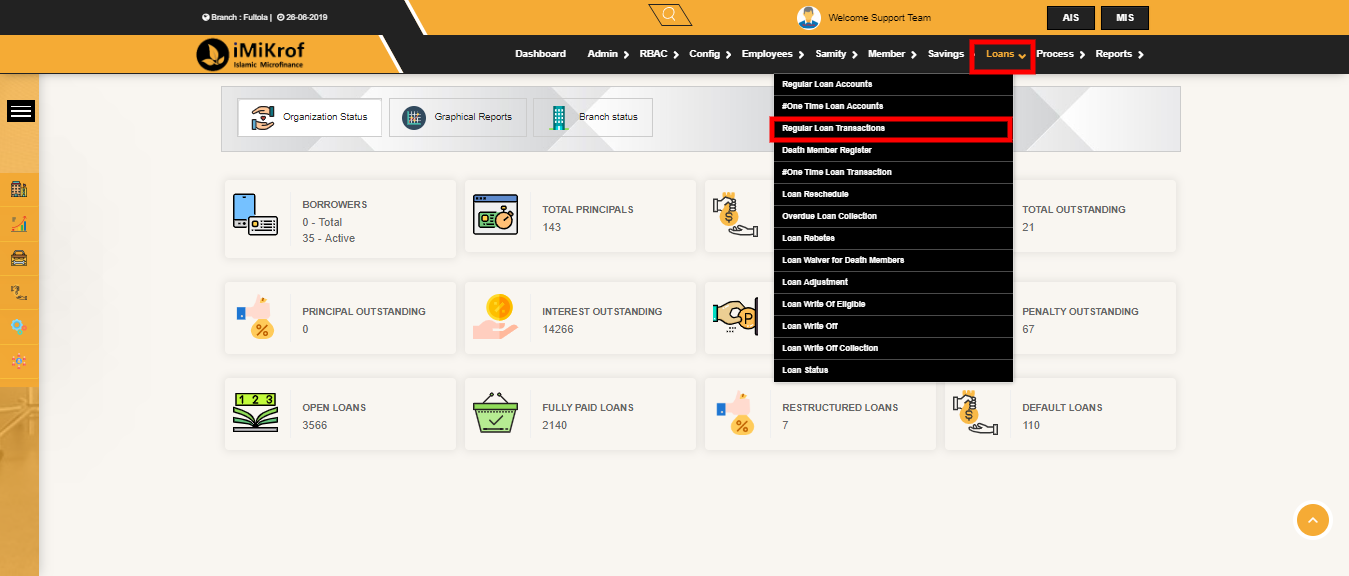 Branch : Fultola | 26-06-2019
Welcome Support Team
AIS
MIS
iMiKrof
Islamic Microfinance
Dashboard Admin RBAC Config Employees Samity Member Savings Loans Process Reports
Regular Loan Accounts
#One Time Loan Accounts
Regular Loan Transactions
Death Member Register
#One Time Loan Transaction
Loan Reschedule
Overdue Loan Collection
Loan Rebetes
Loan Waiver for Death Members
Loan Adjustment
Loan Write Of Eligible
Loan Write Off
Loan Write Off Collection
Loan Status
Organization Status
Graphical Reports
Branch status
BORROWERS
0 - Total
35 - Active
TOTAL PRINCIPALS
143
TOTAL OUTSTANDING
21
PRINCIPAL OUTSTANDING
0
INTEREST OUTSTANDING
14266
P
PENALTY OUTSTANDING
67
1 2 3
OPEN LOANS
3566
FULLY PAID LOANS
2140
RESTRUCTURED LOANS
7
DEFAULT LOANS
110